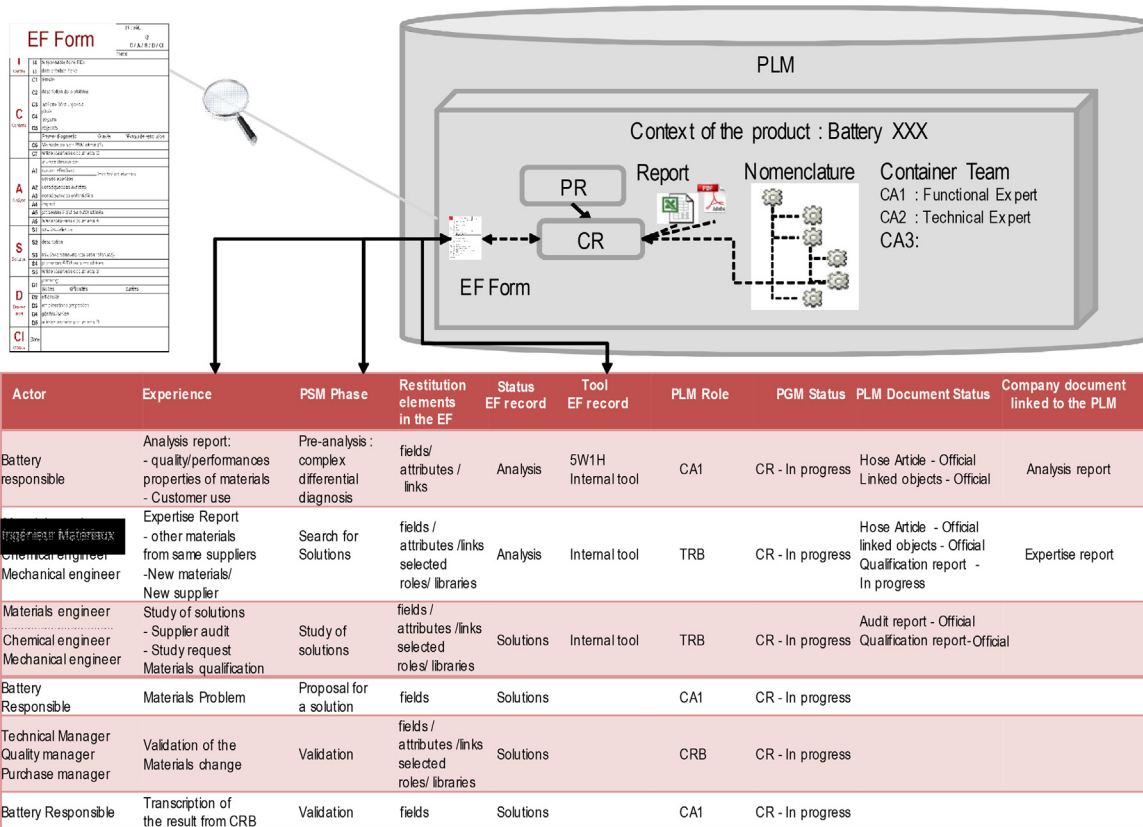 EF Form
I
C
A
S
D
CI
PLM
Context of the product : Battery XXX
PR
CR
Report
Nomenclature
Container Team
CA1 : Functional Expert
CA2 : Technical Expert
CA3:
PDF
Adobe
EF Form
Actor
Experience
PSM Phase
Restitution
elements
in the EF
Status
EF record
Tool
EF record
PLM Role
PGM Status
PLM Document Status
Company document
linked to the PLM
Battery
responsible
Analysis report:
- quality/performances
properties of materials
- Customer use
Pre-analysis :
complex
differential
diagnosis
fields/
attributes /
links
Analysis
5W1H
Internal tool
CA1
CR - In progress
Hose Article - Official
Linked objects - Official
Analysis report
Ingénieur Matériaux
Chemical engineer
Mechanical engineer
Expertise Report
- other materials
from same suppliers
-New materials/
New supplier
Search for
Solutions
fields /
attributes /links
selected
roles/ libraries
Analysis
Internal tool
TRB
CR - In progress
Hose Article - Official
linked objects - Official
Qualification report -
In progress
Expertise report
Materials engineer
Chemical engineer
Mechanical engineer
Study of solutions
- Supplier audit
- Study request
Materials qualification
Study of
solutions
fields /
attributes /links
selected
roles/ libraries
Solutions
Internal tool
TRB
CR - In progress
Audit report - Official
Qualification report-Official
Battery
Responsible
Materials Problem
Proposal for
a solution
fields
Solutions
CA1
CR - In progress
Technical Manager
Quality manager
Purchase manager
Validation of the
Materials change
Validation
fields /
attributes /links
selected
roles/ libraries
Solutions
CRB
CR - In progress
Battery Responsible
Transcription of
the result from CRB
Validation
fields
Solutions
CA1
CR - In progress